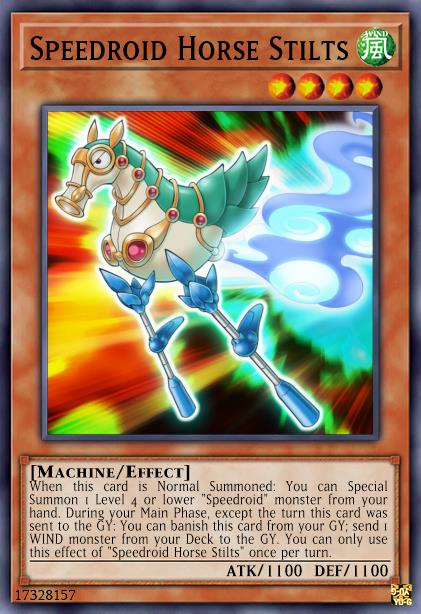 SPEEDROID HORSE STILTS
WIND
風
[MACHINE/EFFECT]
When this card is Normal Summoned: You can Special
Summon 1 Level 4 or lower "Speedroid" monster from your
hand. During your Main Phase, except the turn this card was
sent to the GY: You can banish this card from your GY; send 1
WIND monster from your Deck to the GY. You can only use
this effect of "Speedroid Horse Stilts" once per turn.
ATK/1100 DEF/1100
17328157